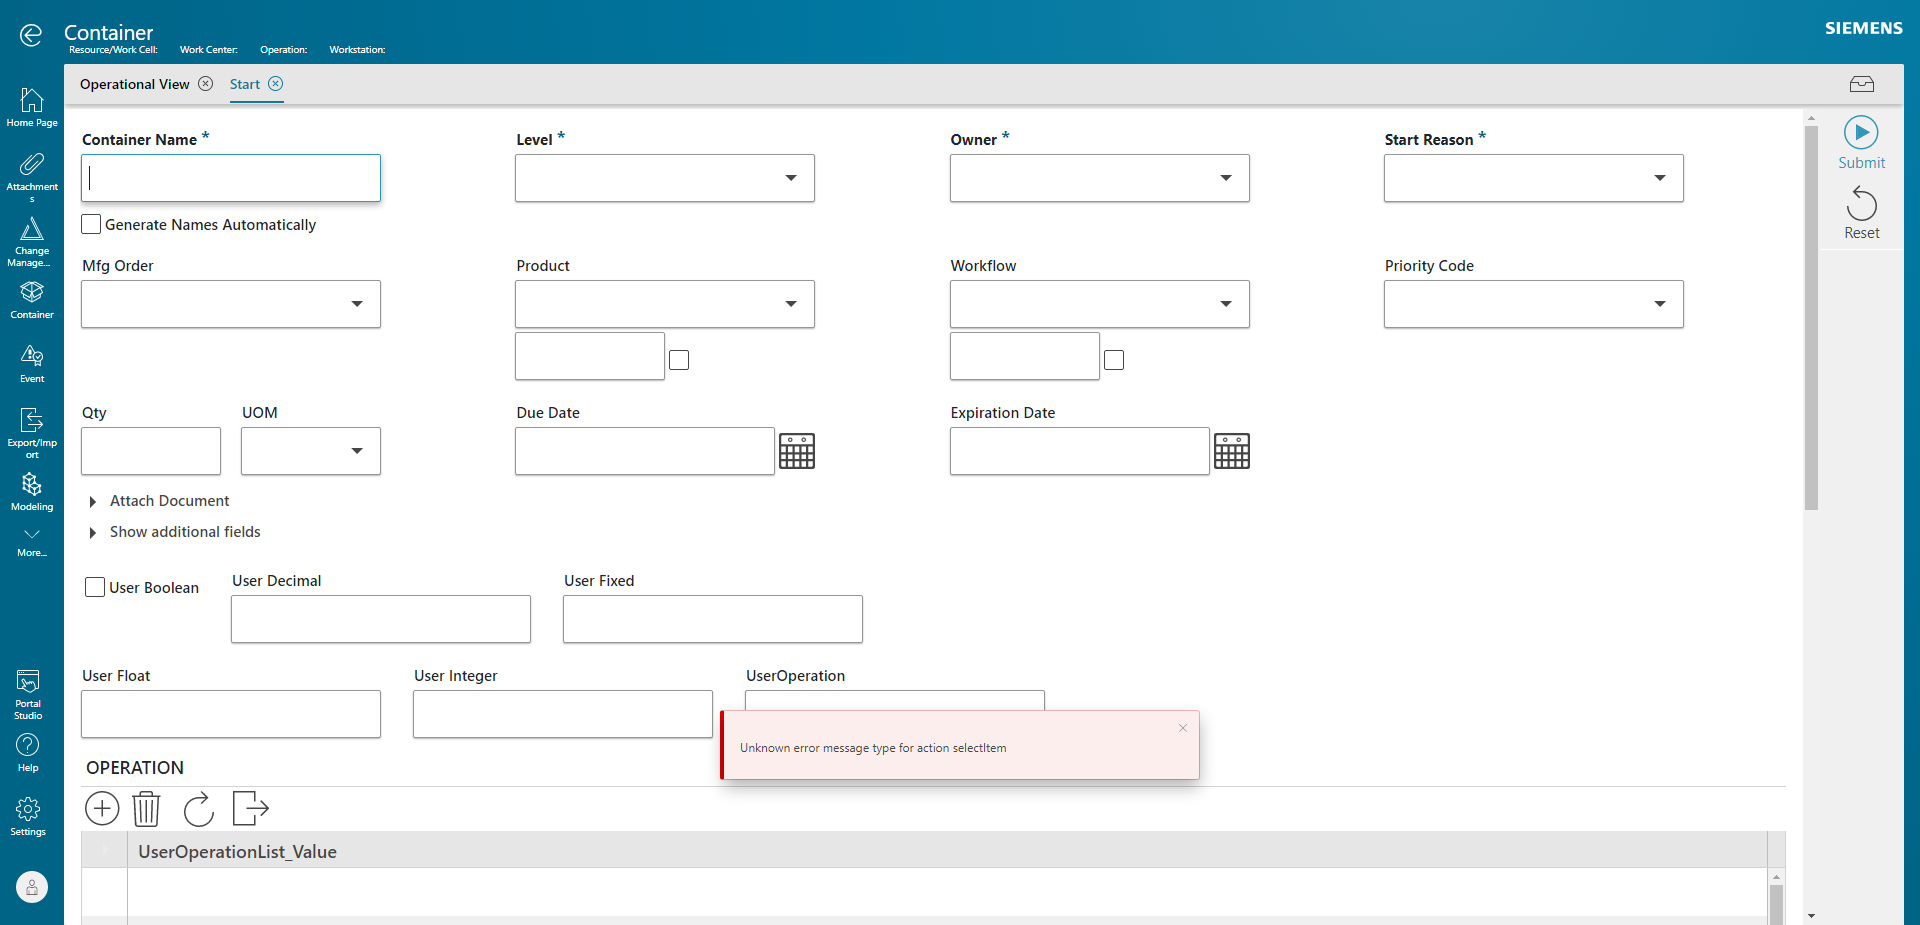 Container
SIEMENS
Resource/Work Cell: Work Center: Operation: Workstation:
Operational View Start
Home Page
Attachment
s
Change
Manage...
Container
Event
Export/Imp
ort
Modeling
More...
Portal
Studio
Help
Settings
Container Name * Level * Owner * Start Reason *
Generate Names Automatically
Mfg Order Product Workflow Priority Code
Qty UOM Due Date Expiration Date
Attach Document
Show additional fields
User Boolean User Decimal User Fixed
User Float User Integer UserOperation
Unknown error message type for action selectItem
OPERATION
UserOperationList_Value
Submit
Reset